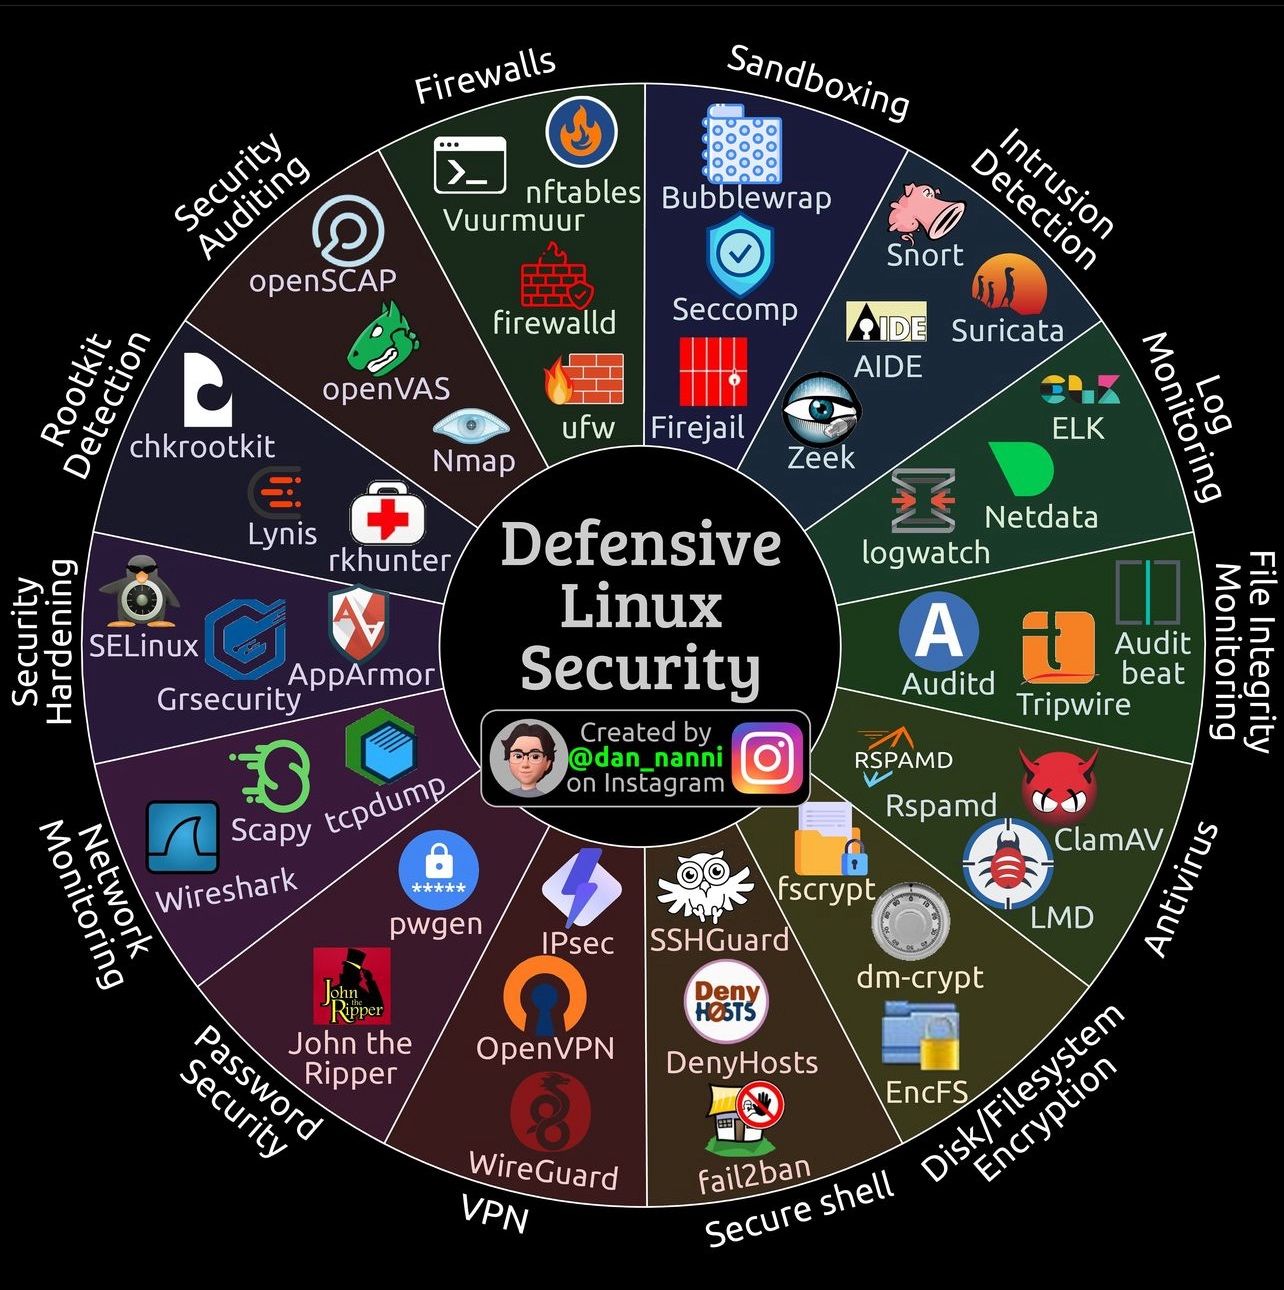 Defensive
Linux
Security
Created by
@dan_nanni
on Instagram
Firewalls
nftables
Vuurmuur
firewalld
ufw
Sandboxing
Bubblewrap
Seccomp
Firejail
Intrusion
Detection
Snort
Suricata
AIDE
AIDE
Zeek
Log
Monitoring
ELK
Netdata
logwatch
File Integrity
Monitoring
A
Auditd
t
Tripwire
Audit
beat
Antivirus
RSPAMD
Rspamd
ClamAV
LMD
Disk/Filesystem
Encryption
fscrypt
dm-crypt
EncFS
Secure shell
SSHGuard
Deny
HOSTS
DenyHosts
fail2ban
VPN
IPsec
OpenVPN
WireGuard
Password
Security
*****
pwgen
John
the
Ripper
John the
Ripper
Network
Monitoring
tcpdump
Scapy
Wireshark
Security
Hardening
SELinux
Grsecurity
AppArmor
Rootkit
Detection
chkrootkit
Lynis
rkhunter
Security
Auditing
openSCAP
openVAS
Nmap